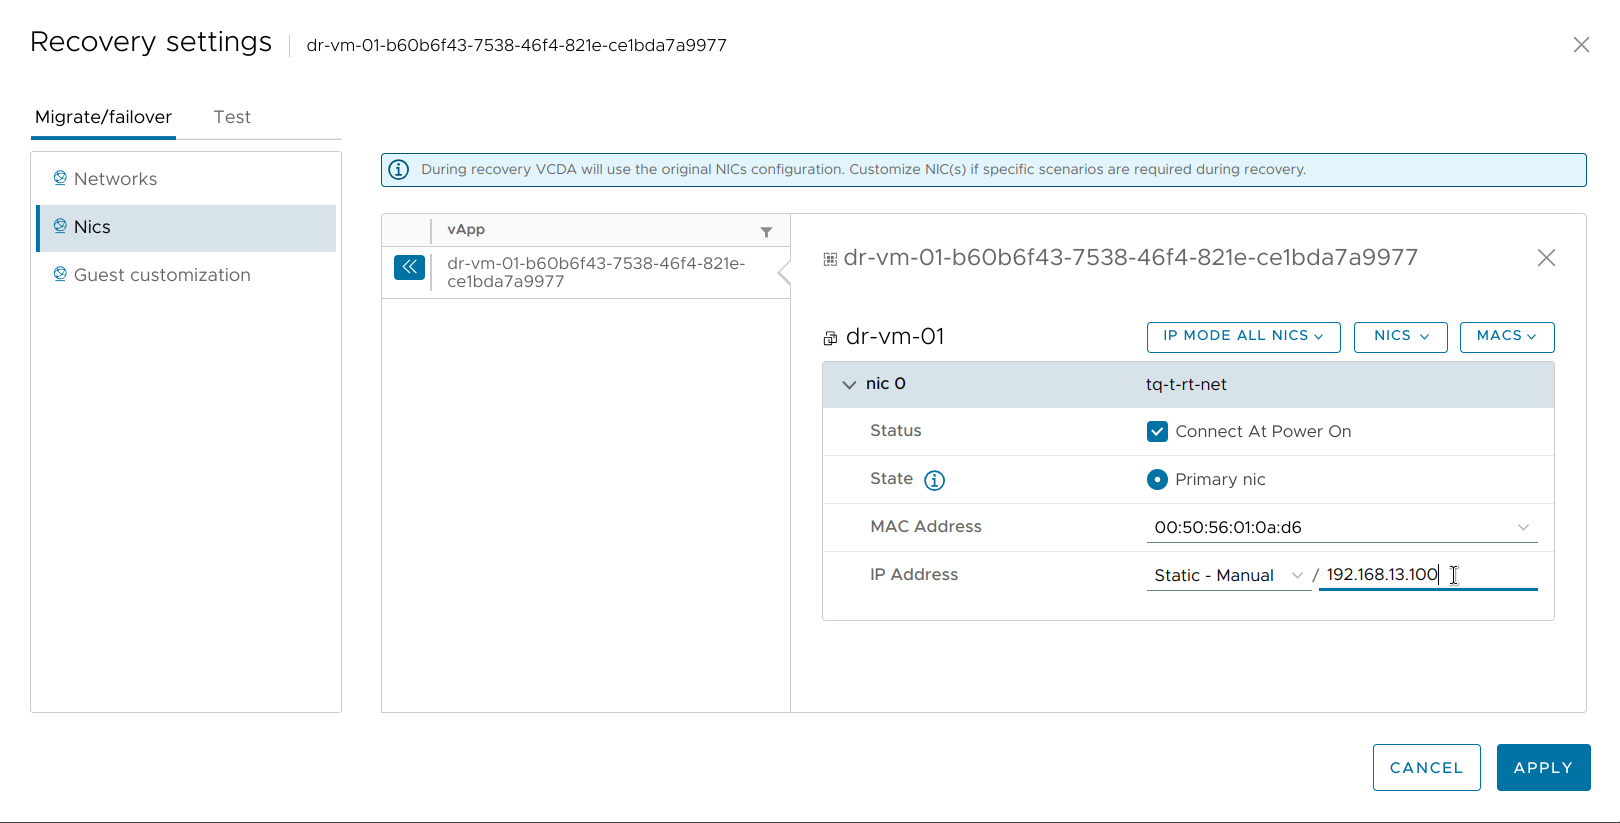 Recovery settings
dr-vm-01-b60b6f43-7538-46f4-821e-ce1bda7a9977
Migrate/failover
Test
Networks
Nics
Guest customization
During recovery VCDA will use the original NICs configuration. Customize NIC(s) if specific scenarios are required during recovery.
vApp
dr-vm-01-b60b6f43-7538-46f4-821e-
ce1bda7a9977
dr-vm-01-b60b6f43-7538-46f4-821e-ce1bda7a9977
dr-vm-01
IP MODE ALL NICS
NICS
MACS
nic 0
tq-t-rt-net
Status
Connect At Power On
State
Primary nic
MAC Address
00:50:56:01:0a:d6
IP Address
Static - Manual / 192.168.13.100
CANCEL
APPLY